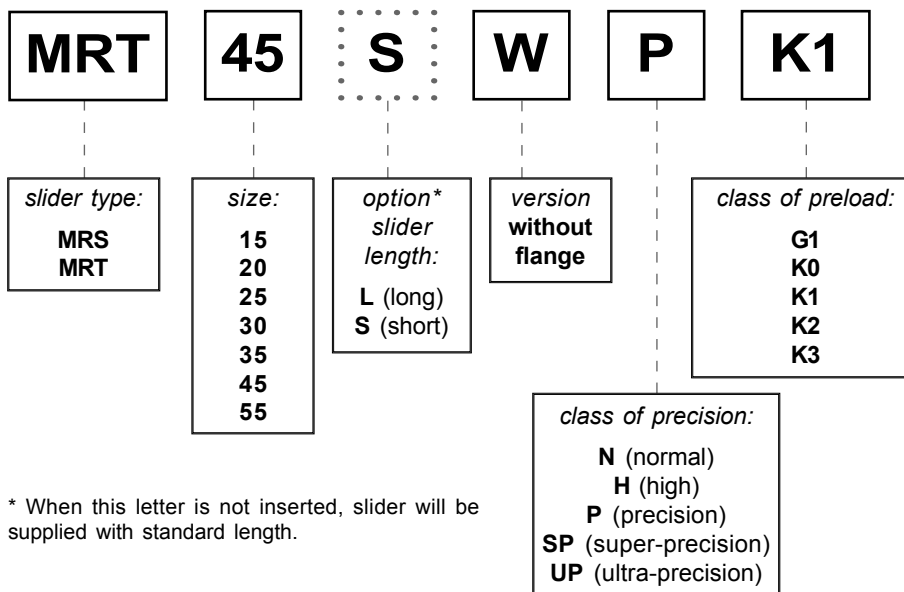 MRT 45 S W P K1
slider type:
MRS
MRT
size:
15
20
25
30
35
45
55
option*
slider
length:
L (long)
S (short)
version
without
flange
class of preload:
G1
K0
K1
K2
K3
class of precision:
N (normal)
H (high)
P (precision)
SP (super-precision)
UP (ultra-precision)
* When this letter is not inserted, slider will be
supplied with standard length.